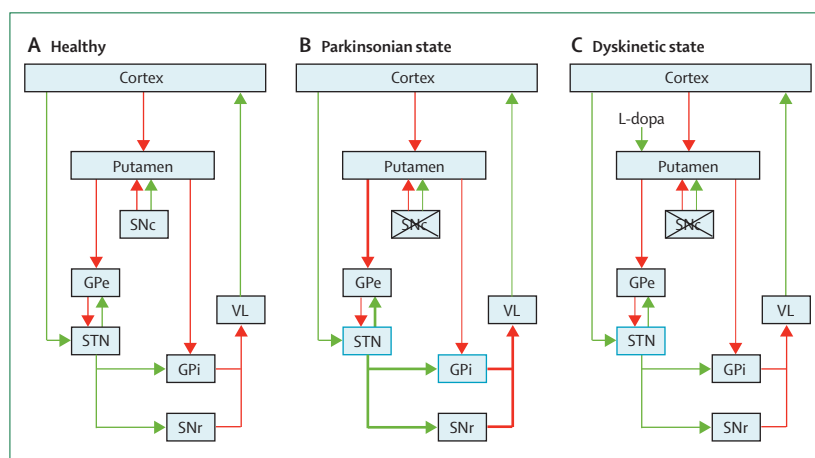 A Healthy
Cortex
Putamen
SNc
GPe
VL
STN
GPi
SNr
B Parkinsonian state
Cortex
Putamen
SNc
GPe
VL
STN
GPi
SNr
C Dyskinetic state
Cortex
L-dopa
Putamen
SNc
GPe
VL
STN
GPi
SNr